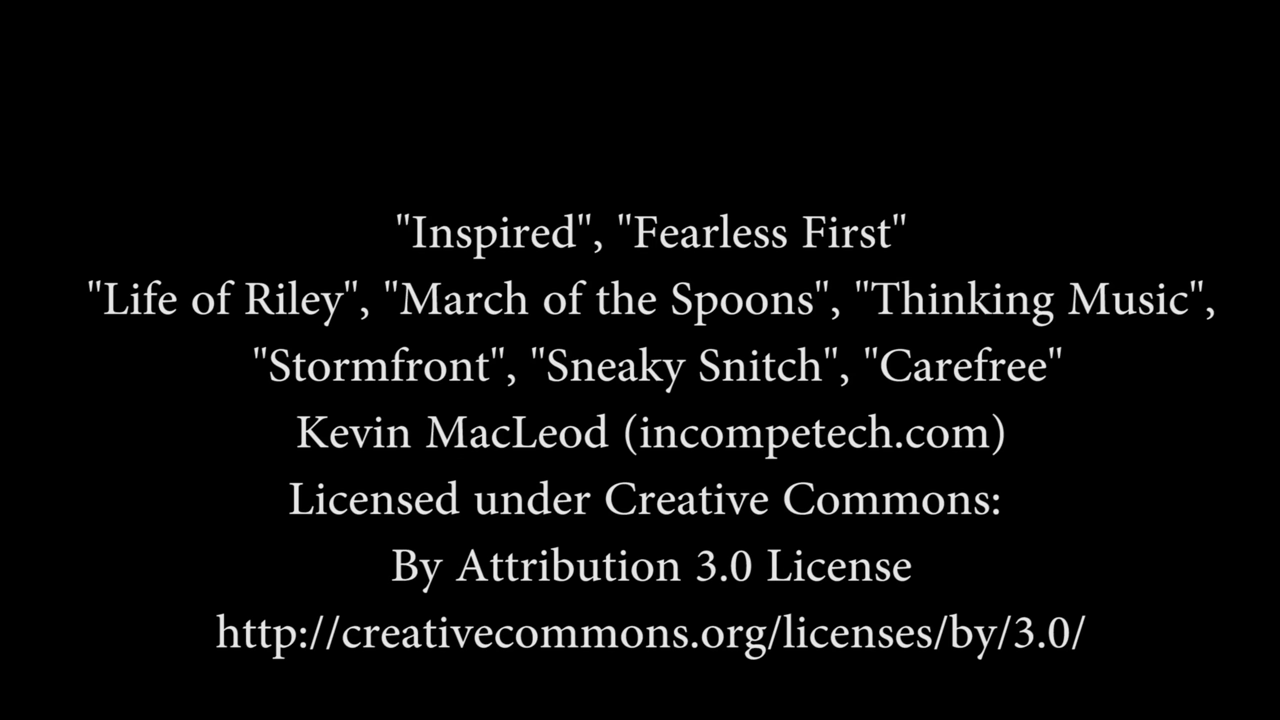 "Inspired", "Fearless First"
"Life of Riley", "March of the Spoons", "Thinking Music",
"Stormfront", "Sneaky Snitch", "Carefree"
Kevin MacLeod (incompetech.com)
Licensed under Creative Commons:
By Attribution 3.0 License
http://creativecommons.org/licenses/by/3.0/